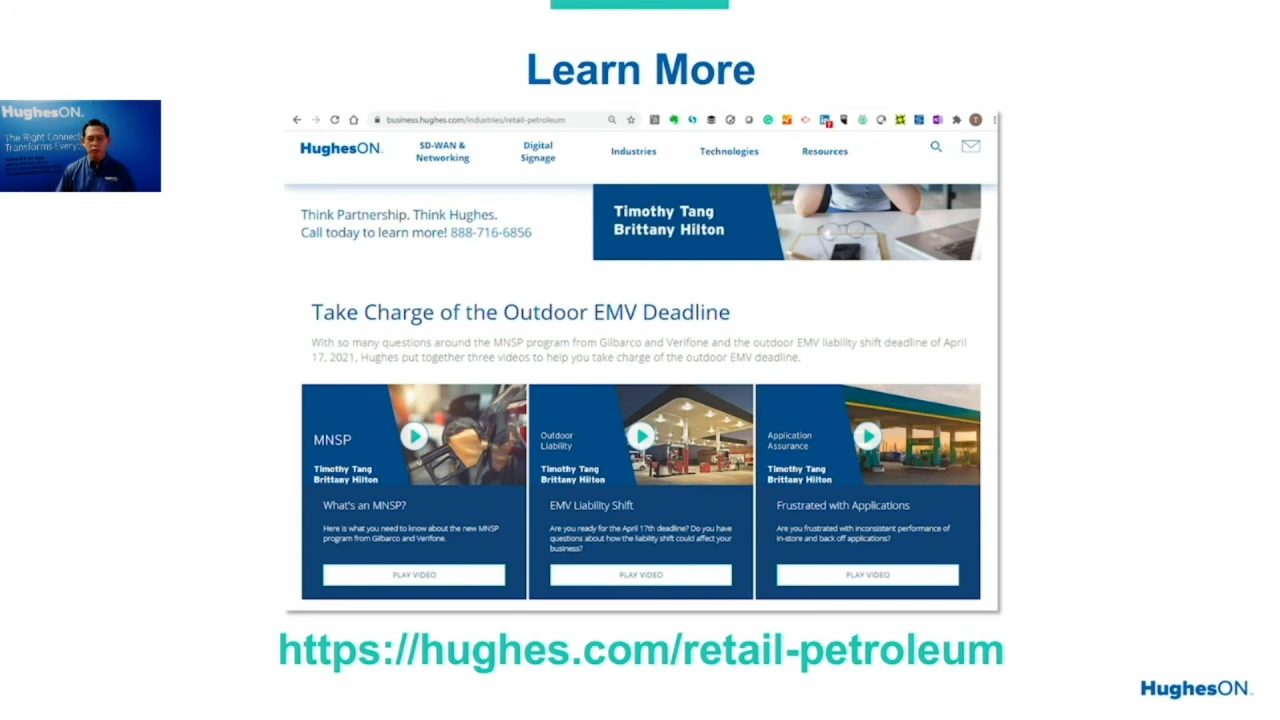 Learn More
HughesON.
The Right Connecti
Transforms Every
business.hughes.com/industries/retail-petroleum
T
HughesON.
SD-WAN &
Networking
Digital
Signage
Industries
Technologies
Resources
Think Partnership. Think Hughes.
Call today to learn more! 888-716-6856
Timothy Tang
Brittany Hilton
Take Charge of the Outdoor EMV Deadline
With so many questions around the MNSP program from Gilbarco and Verifone and the outdoor EMV liability shift deadline of April
17, 2021, Hughes put together three videos to help you take charge of the outdoor EMV deadline.
MNSP
Timothy Tang
Brittany Hilton
What's an MNSP?
Here is what you need to know about the new MNSP
program from Gilbarco and Verifone.
PLAY VIDEO
Outdoor
Liability
Timothy Tang
Brittany Hilton
EMV Liability Shift
Are you ready for the April 17th deadline? Do you have
questions about how the liability shift could affect your
business?
PLAY VIDEO
Application
Assurance
Timothy Tang
Brittany Hilton
Frustrated with Applications
Are you frustrated with inconsistent performance of
in-store and back off applications?
PLAY VIDEO
https://hughes.com/retail-petroleum
HughesON